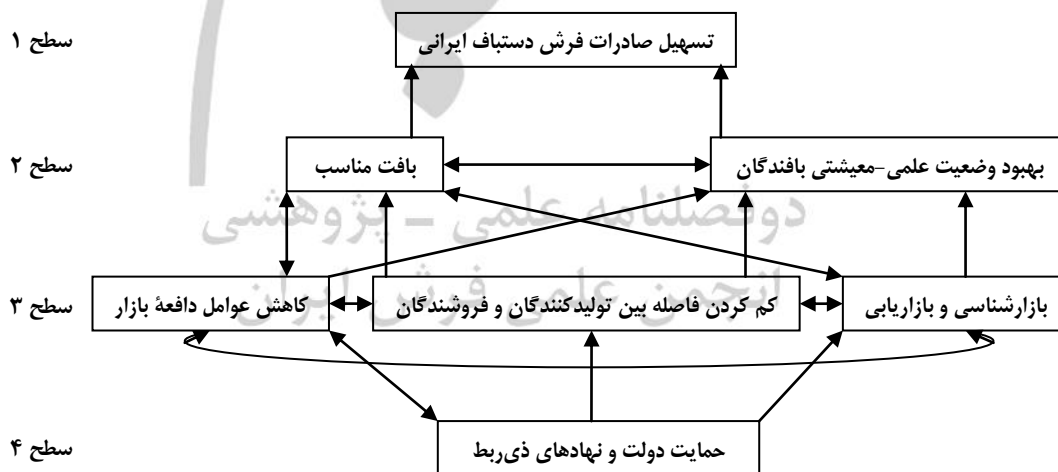 سطح ۱
تسهیل صادرات فرش دستباف ایرانی
سطح ۲
بافت مناسب
بهبود وضعیت علمی-معیشتی بافندگان
دوفصلنامه علمی - پژوهشی
انجمن علمی فرش ایران
سطح ۳
کاهش عوامل دافعهٔ بازار
کم کردن فاصله بین تولیدکنندگان و فروشندگان
بازارشناسی و بازاریابی
سطح ۴
حمایت دولت و نهادهای ذی‌ربط